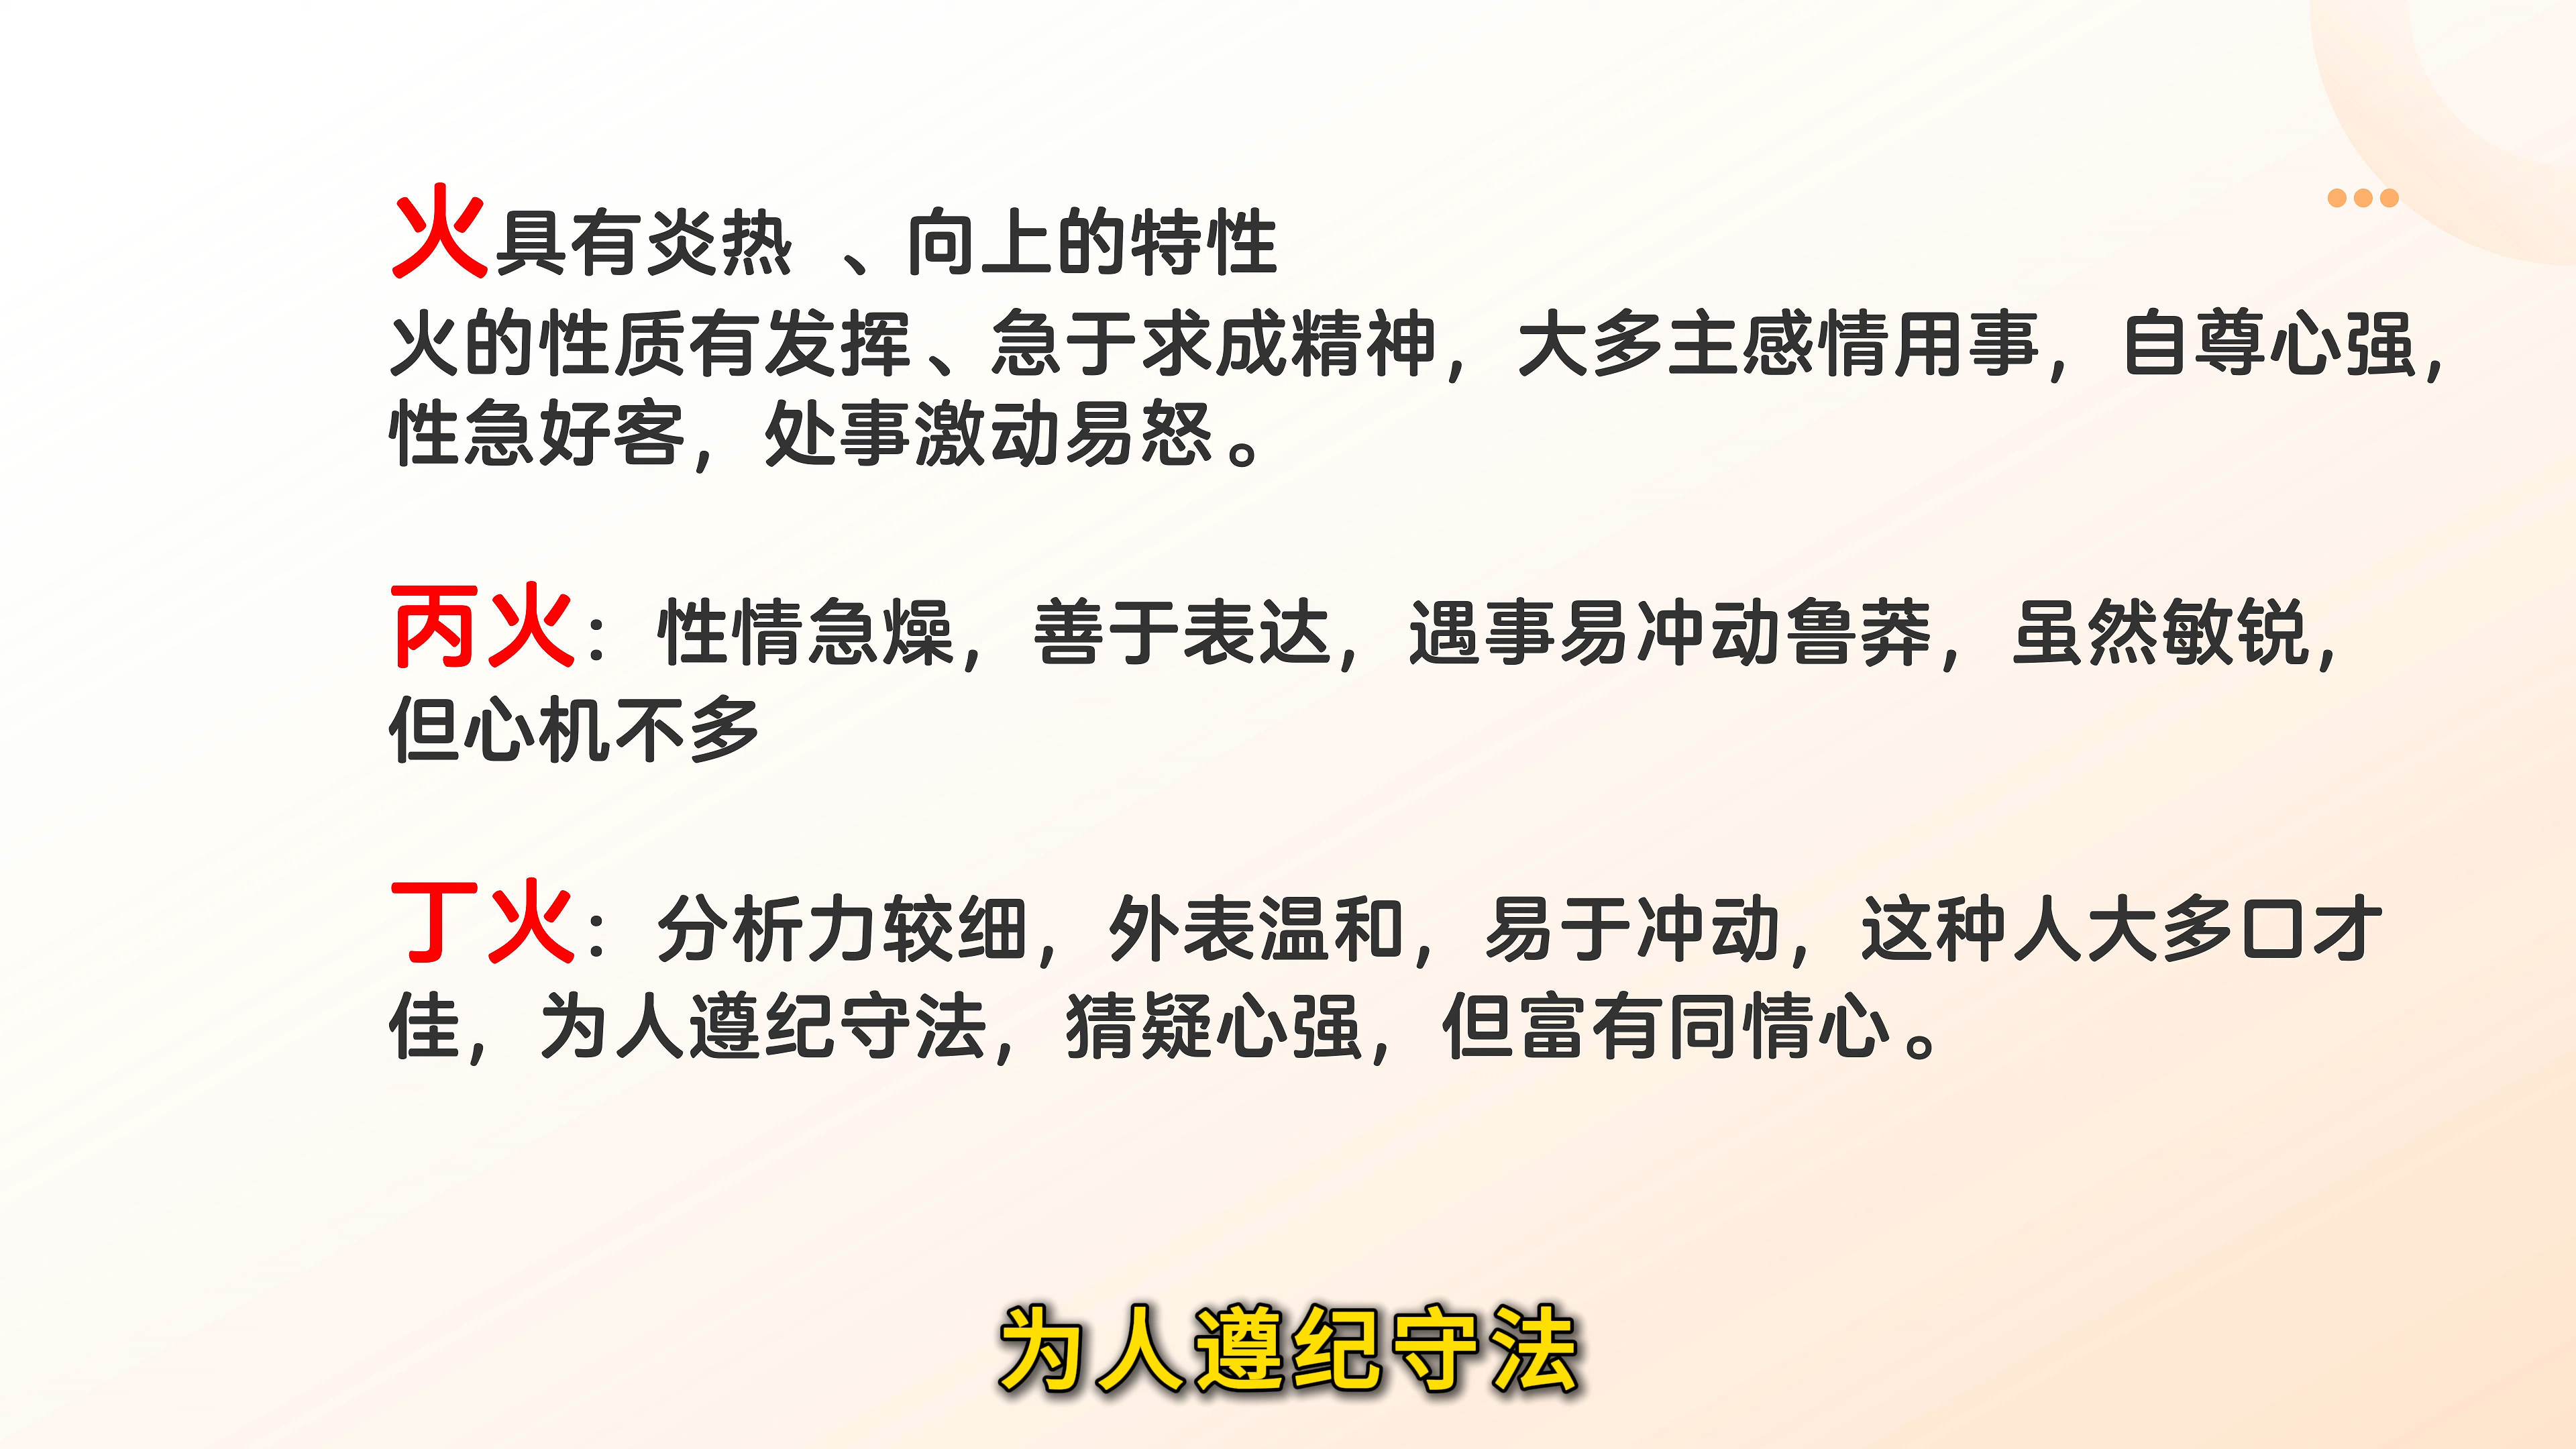 火具有炎热 、向上的特性
火的性质有发挥、急于求成精神，大多主感情用事，自尊心强，
性急好客，处事激动易怒。
丙火：性情急燥，善于表达，遇事易冲动鲁莽，虽然敏锐，
但心机不多
丁火：分析力较细，外表温和，易于冲动，这种人大多口才
佳，为人遵纪守法，猜疑心强，但富有同情心。
为人遵纪守法